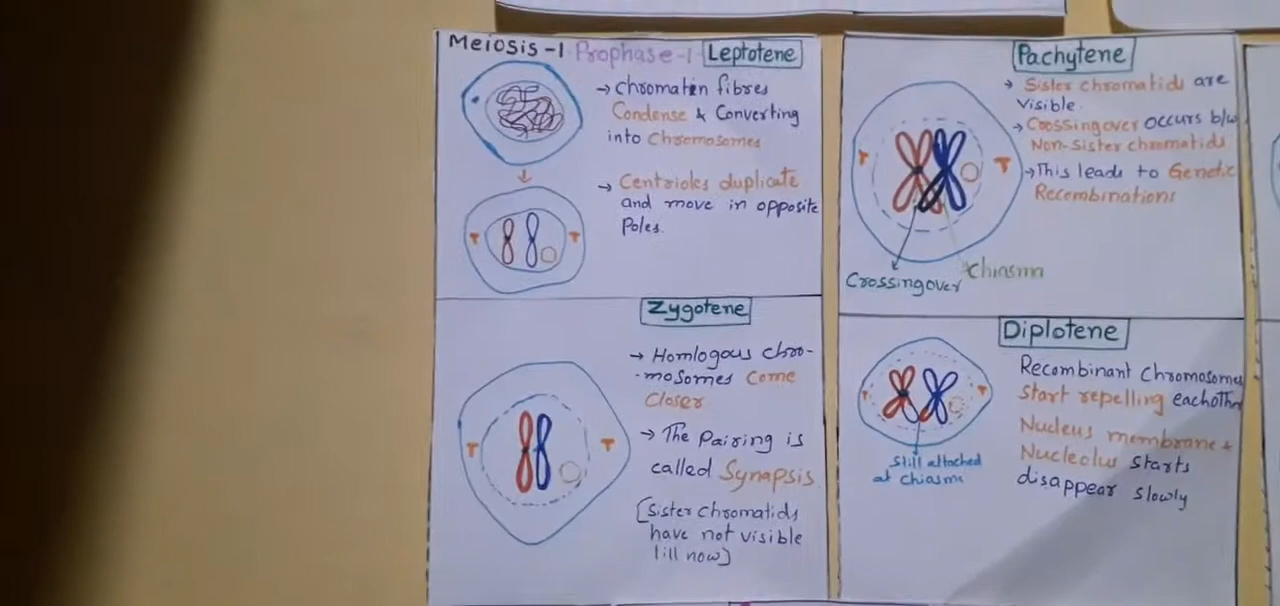 Meiosis-1 Prophase-1 Leptotene
→ chromatin fibres
Condense & Converting
into Chromosomes
→ Centrioles duplicate
and move in opposite
Poles.
Zygotene
→ Homologous chro-
-mosomes Come
Closer
→ The Pairing is
called Synapsis
[Sister chromatids
have not visible
till now]
Pachytene
→ Sister chromatids are
visible.
→ Crossingover occurs b/w
Non-sister chromatids
→ This leads to Genetic
Recombinations
Crossingover
Chiasma
Diplotene
Recombinant Chromosomes
Start repelling eachother
Nucleus membrane &
Nucleolus starts
disappear slowly
Still attached
at chiasma